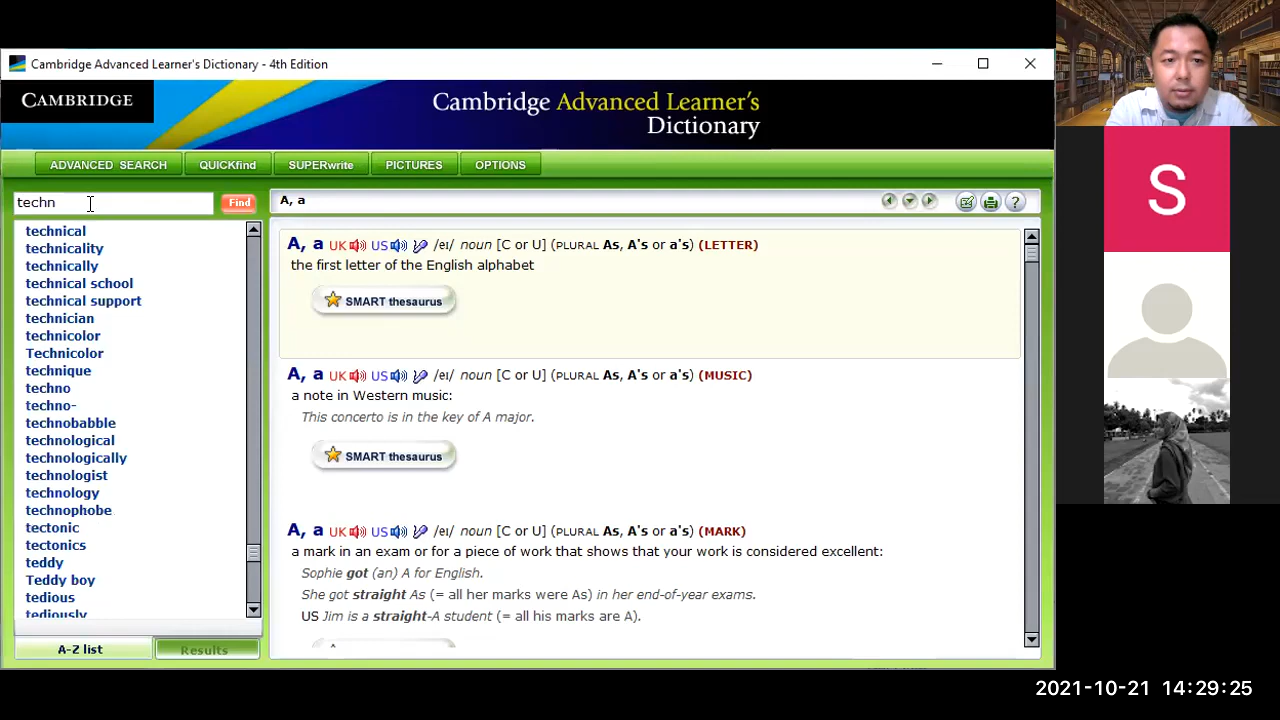 Cambridge Advanced Learner's Dictionary - 4th Edition
CAMBRIDGE
Cambridge Advanced Learner's
Dictionary
ADVANCED SEARCH QUICKfind SUPERwrite PICTURES OPTIONS
techn Find
technical
technicality
technically
technical school
technical support
technician
technicolor
Technicolor
technique
techno
techno-
technobabble
technological
technologically
technologist
technology
technophobe
tectonic
tectonics
teddy
Teddy boy
tedious
tediously
A-Z list Results
A, a
?
A, a UK US /eɪ/ noun [C or U] (PLURAL As, A's or a's) (LETTER)
the first letter of the English alphabet
SMART thesaurus
A, a UK US /eɪ/ noun [C or U] (PLURAL As, A's or a's) (MUSIC)
a note in Western music:
This concerto is in the key of A major.
SMART thesaurus
A, a UK US /eɪ/ noun [C or U] (PLURAL As, A's or a's) (MARK)
a mark in an exam or for a piece of work that shows that your work is considered excellent:
Sophie got (an) A for English.
She got straight As (= all her marks were As) in her end-of-year exams.
US Jim is a straight-A student (= all his marks are A).
S
2021-10-21 14:29:25